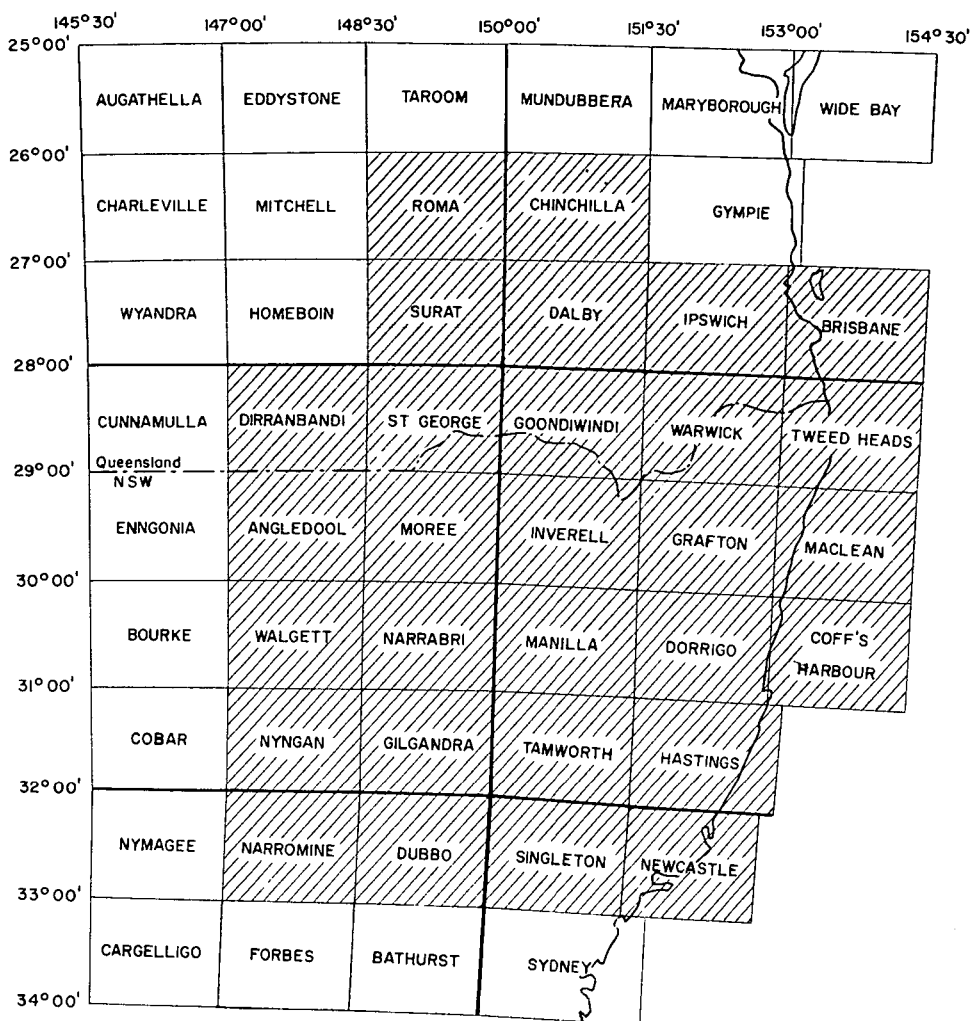 145°30' 147°00' 148°30' 150°00' 151°30' 153°00' 154°30'
25°00'
AUGATHELLA EDDYSTONE TAROOM MUNDUBBERA MARYBOROUGH WIDE BAY
26°00'
CHARLEVILLE MITCHELL ROMA CHINCHILLA GYMPIE
27°00'
WYANDRA HOMEBOIN SURAT DALBY IPSWICH BRISBANE
28°00'
CUNNAMULLA DIRRANBANDI ST GEORGE GOONDIWINDI WARWICK TWEED HEADS
Queensland
29°00'
NSW
ENNGONIA ANGLEDOOL MOREE INVERELL GRAFTON MACLEAN
30°00'
BOURKE WALGETT NARRABRI MANILLA DORRIGO COFF'S
HARBOUR
31°00'
COBAR NYNGAN GILGANDRA TAMWORTH HASTINGS
32°00'
NYMAGEE NARROMINE DUBBO SINGLETON NEWCASTLE
33°00'
CARGELLIGO FORBES BATHURST SYDNEY
34°00'